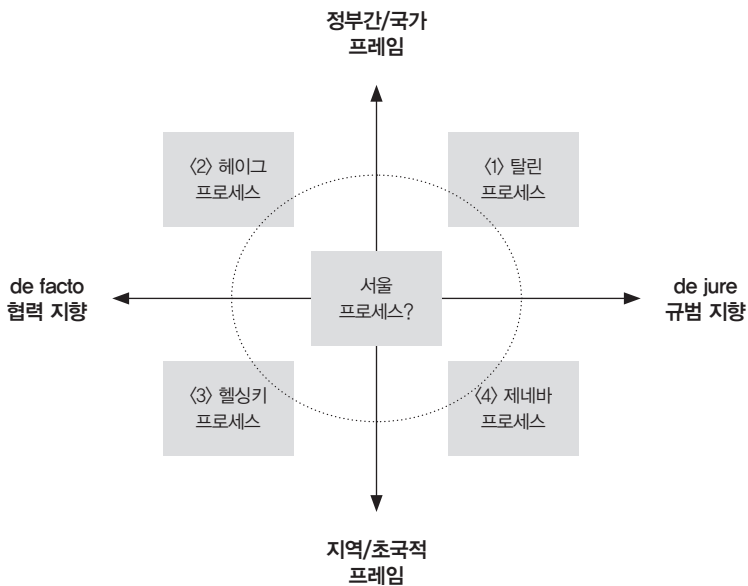 정부간/국가
프레임
〈2〉 헤이그
프로세스
〈1〉 탈린
프로세스
de facto
협력 지향
서울
프로세스?
de jure
규범 지향
〈3〉 헬싱키
프로세스
〈4〉 제네바
프로세스
지역/초국적
프레임